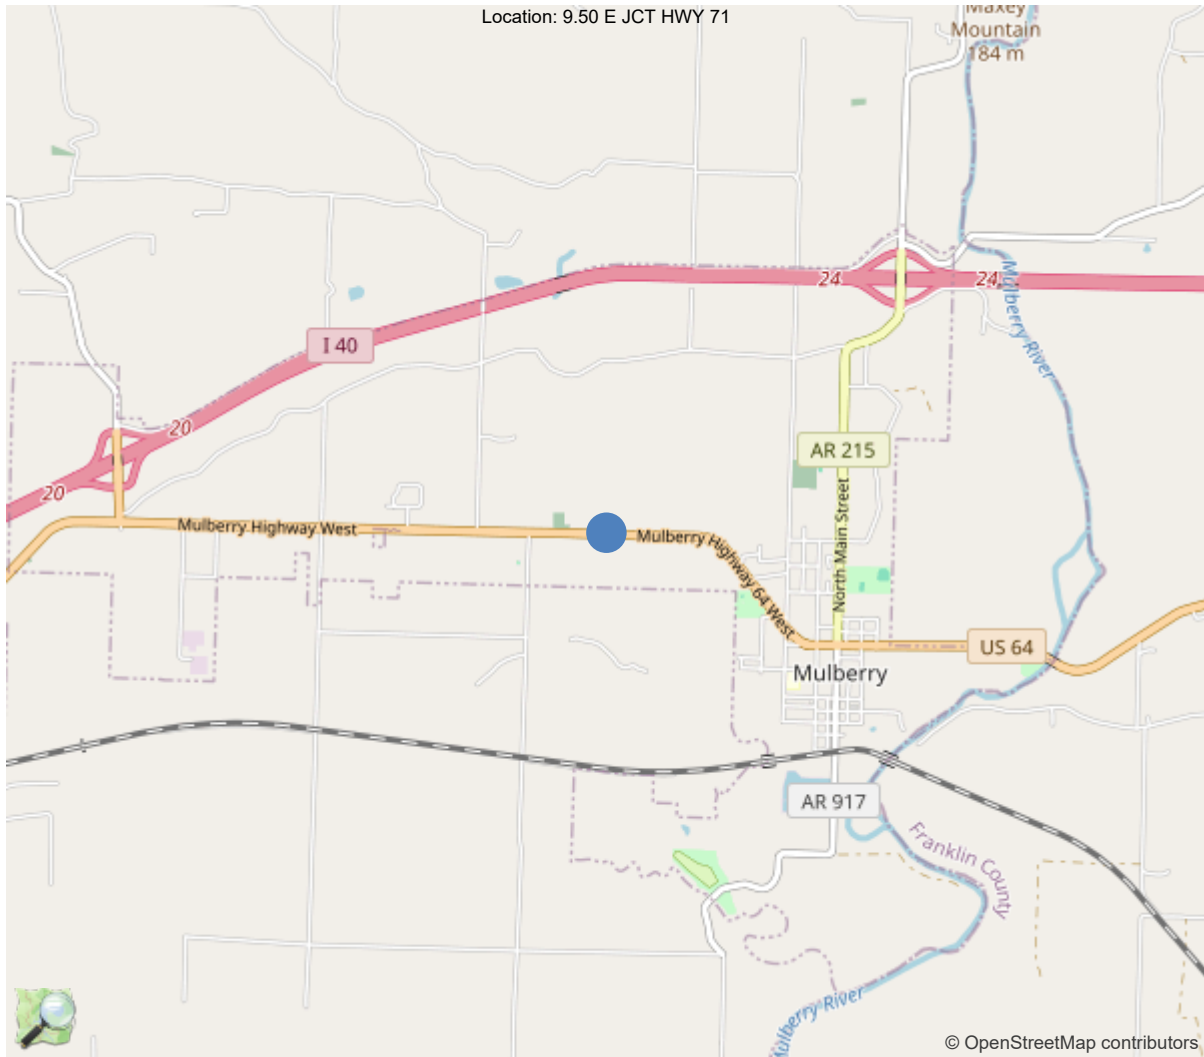 Location: 9.50 E JCT HWY 71
Maxey
Mountain
184 m
24
24
Mulberry River
I 40
20
AR 215
20
Mulberry Highway West
Mulberry Highway 64 West
North Main Street
US 64
Mulberry
AR 917
Franklin County
Mulberry River
© OpenStreetMap contributors